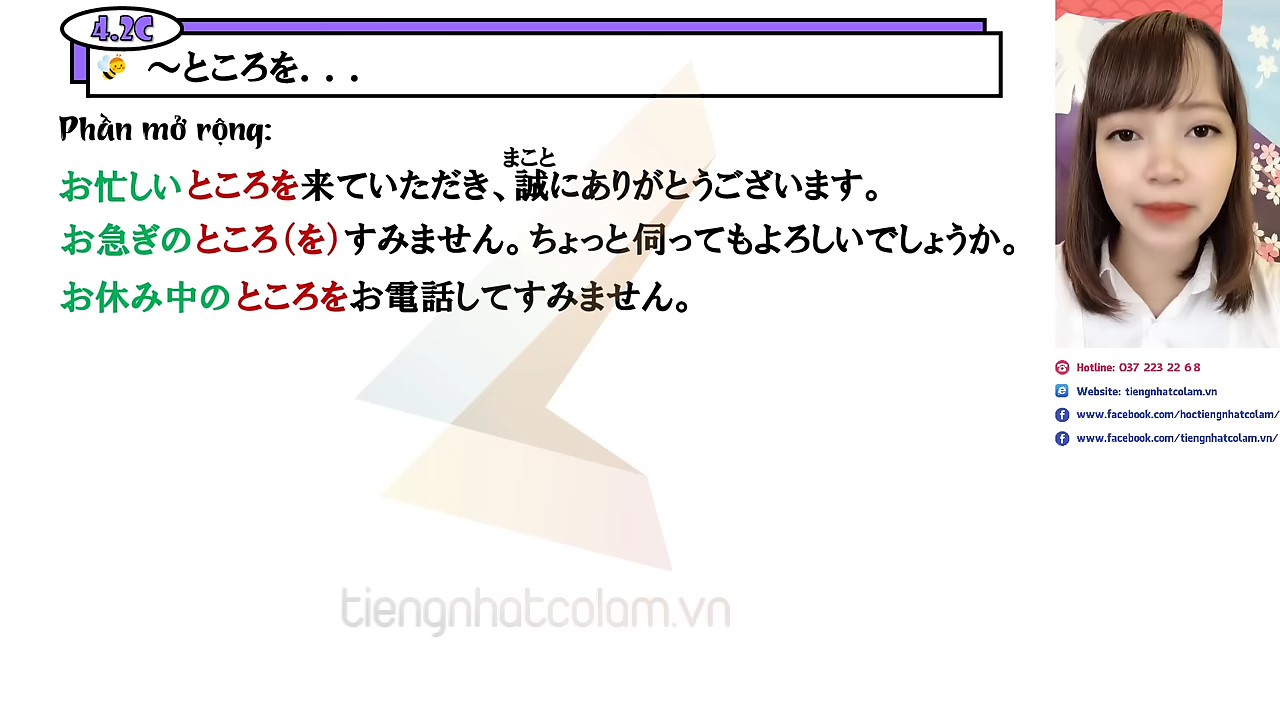 4.2C
～ところを...
Phần mở rộng:
まこと
お忙しいところを来ていただき、誠にありがとうございます。
お急ぎのところ（を）すみません。ちょっと伺ってもよろしいでしょうか。
お休み中のところをお電話してすみません。
Hotline: 037 223 22 68
Website: tiengnhatcolam.vn
www.facebook.com/hoctiengnhatcolam/
www.facebook.com/tiengnhatcolam.vn/
tiengnhatcolam.vn